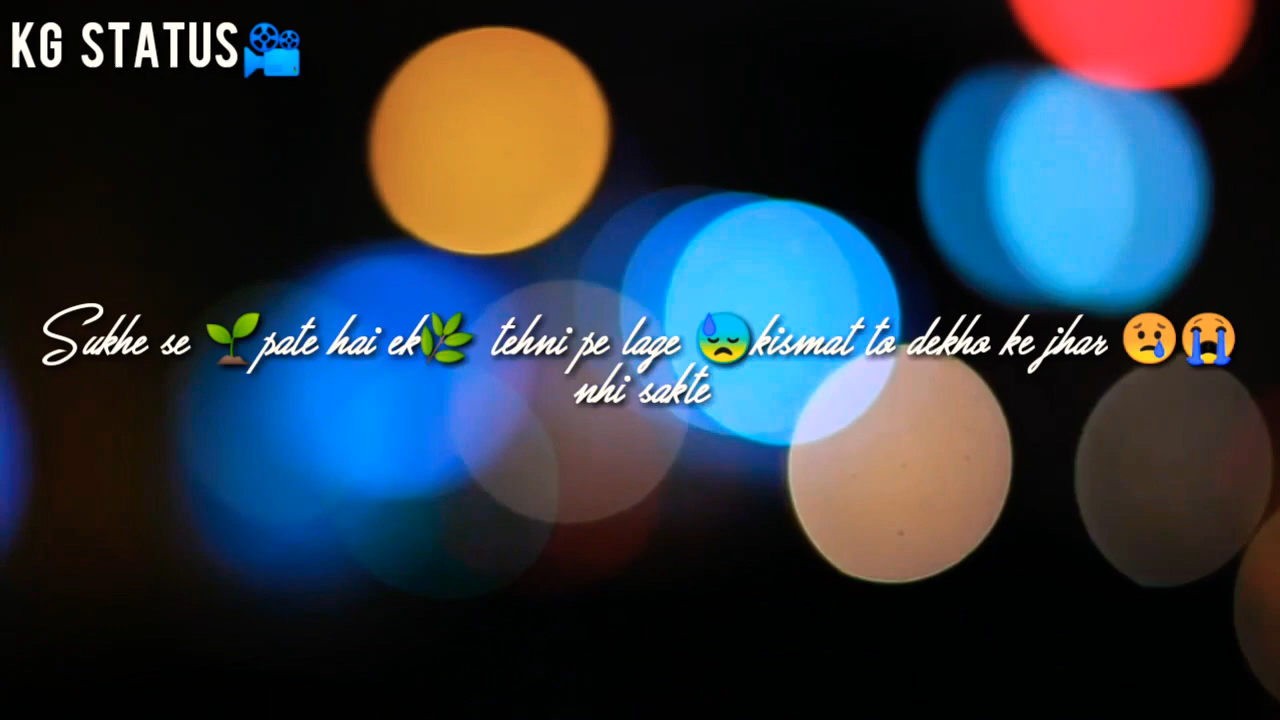 KG STATUS🎥
Sukhe se 🌱pate hai ek🌿 tehni pe lage 😓kismat to dekho ke jhar 😢😭
nhi sakte